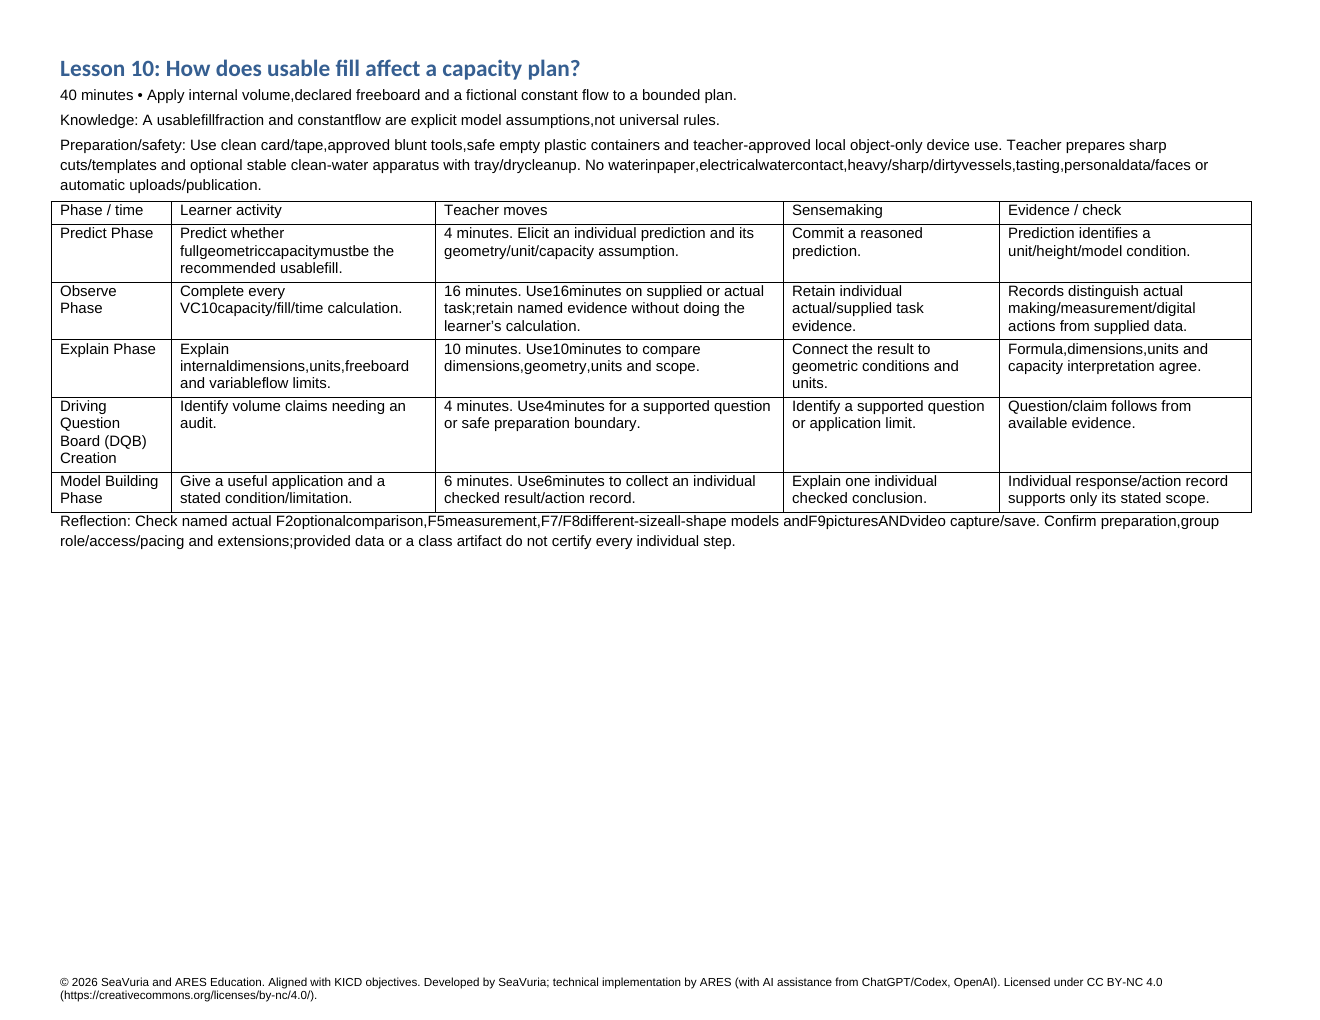 Lesson 10: How does usable fill affect a capacity plan?
40 minutes • Apply internal volume,declared freeboard and a fictional constant flow to a bounded plan.
Knowledge: A usablefillfraction and constantflow are explicit model assumptions,not universal rules.
Preparation/safety: Use clean card/tape,approved blunt tools,safe empty plastic containers and teacher-approved local object-only device use. Teacher prepares sharp
cuts/templates and optional stable clean-water apparatus with tray/drycleanup. No waterinpaper,electricalwatercontact,heavy/sharp/dirtyvessels,tasting,personaldata/faces or
automatic uploads/publication.
Phase / time
Learner activity
Teacher moves
Sensemaking
Evidence / check
Predict Phase
Predict whether
fullgeometriccapacitymustbe the
recommended usablefill.
4 minutes. Elicit an individual prediction and its
geometry/unit/capacity assumption.
Commit a reasoned
prediction.
Prediction identifies a
unit/height/model condition.
Observe
Phase
Complete every
VC10capacity/fill/time calculation.
16 minutes. Use16minutes on supplied or actual
task;retain named evidence without doing the
learner's calculation.
Retain individual
actual/supplied task
evidence.
Records distinguish actual
making/measurement/digital
actions from supplied data.
Explain Phase
Explain
internaldimensions,units,freeboard
and variableflow limits.
10 minutes. Use10minutes to compare
dimensions,geometry,units and scope.
Connect the result to
geometric conditions and
units.
Formula,dimensions,units and
capacity interpretation agree.
Driving
Question
Board (DQB)
Creation
Identify volume claims needing an
audit.
4 minutes. Use4minutes for a supported question
or safe preparation boundary.
Identify a supported question
or application limit.
Question/claim follows from
available evidence.
Model Building
Phase
Give a useful application and a
stated condition/limitation.
6 minutes. Use6minutes to collect an individual
checked result/action record.
Explain one individual
checked conclusion.
Individual response/action record
supports only its stated scope.
Reflection: Check named actual F2optionalcomparison,F5measurement,F7/F8different-sizeall-shape models andF9picturesANDvideo capture/save. Confirm preparation,group
role/access/pacing and extensions;provided data or a class artifact do not certify every individual step.
© 2026 SeaVuria and ARES Education. Aligned with KICD objectives. Developed by SeaVuria; technical implementation by ARES (with AI assistance from ChatGPT/Codex, OpenAI). Licensed under CC BY-NC 4.0
(https://creativecommons.org/licenses/by-nc/4.0/).